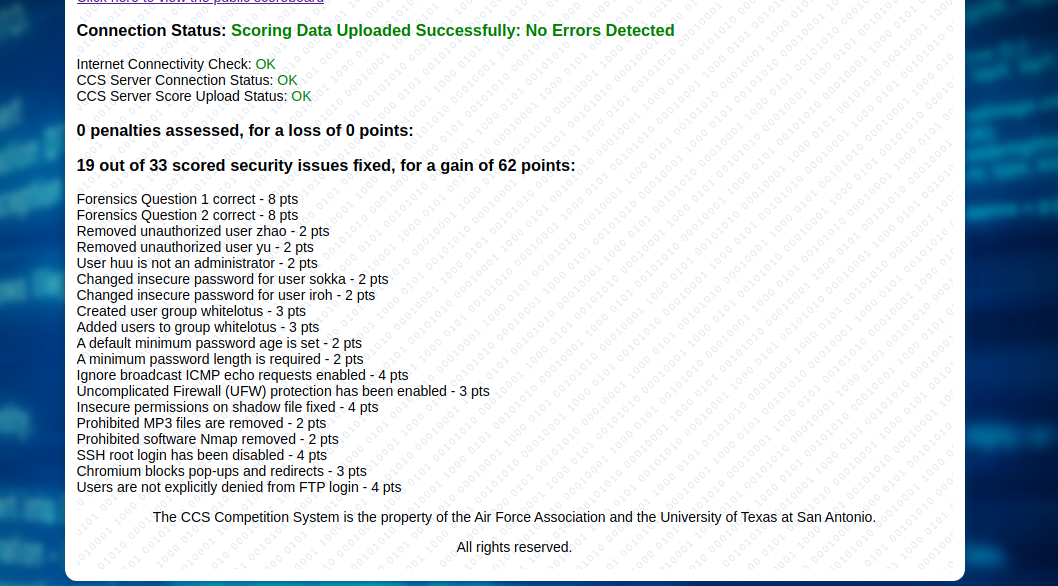 Click here to view the public scoreboard
Connection Status: Scoring Data Uploaded Successfully: No Errors Detected
Internet Connectivity Check: OK
CCS Server Connection Status: OK
CCS Server Score Upload Status: OK
0 penalties assessed, for a loss of 0 points:
19 out of 33 scored security issues fixed, for a gain of 62 points:
Forensics Question 1 correct - 8 pts
Forensics Question 2 correct - 8 pts
Removed unauthorized user zhao - 2 pts
Removed unauthorized user yu - 2 pts
User huu is not an administrator - 2 pts
Changed insecure password for user sokka - 2 pts
Changed insecure password for user iroh - 2 pts
Created user group whitelotus - 3 pts
Added users to group whitelotus - 3 pts
A default minimum password age is set - 2 pts
A minimum password length is required - 2 pts
Ignore broadcast ICMP echo requests enabled - 4 pts
Uncomplicated Firewall (UFW) protection has been enabled - 3 pts
Insecure permissions on shadow file fixed - 4 pts
Prohibited MP3 files are removed - 2 pts
Prohibited software Nmap removed - 2 pts
SSH root login has been disabled - 4 pts
Chromium blocks pop-ups and redirects - 3 pts
Users are not explicitly denied from FTP login - 4 pts
The CCS Competition System is the property of the Air Force Association and the University of Texas at San Antonio.
All rights reserved.